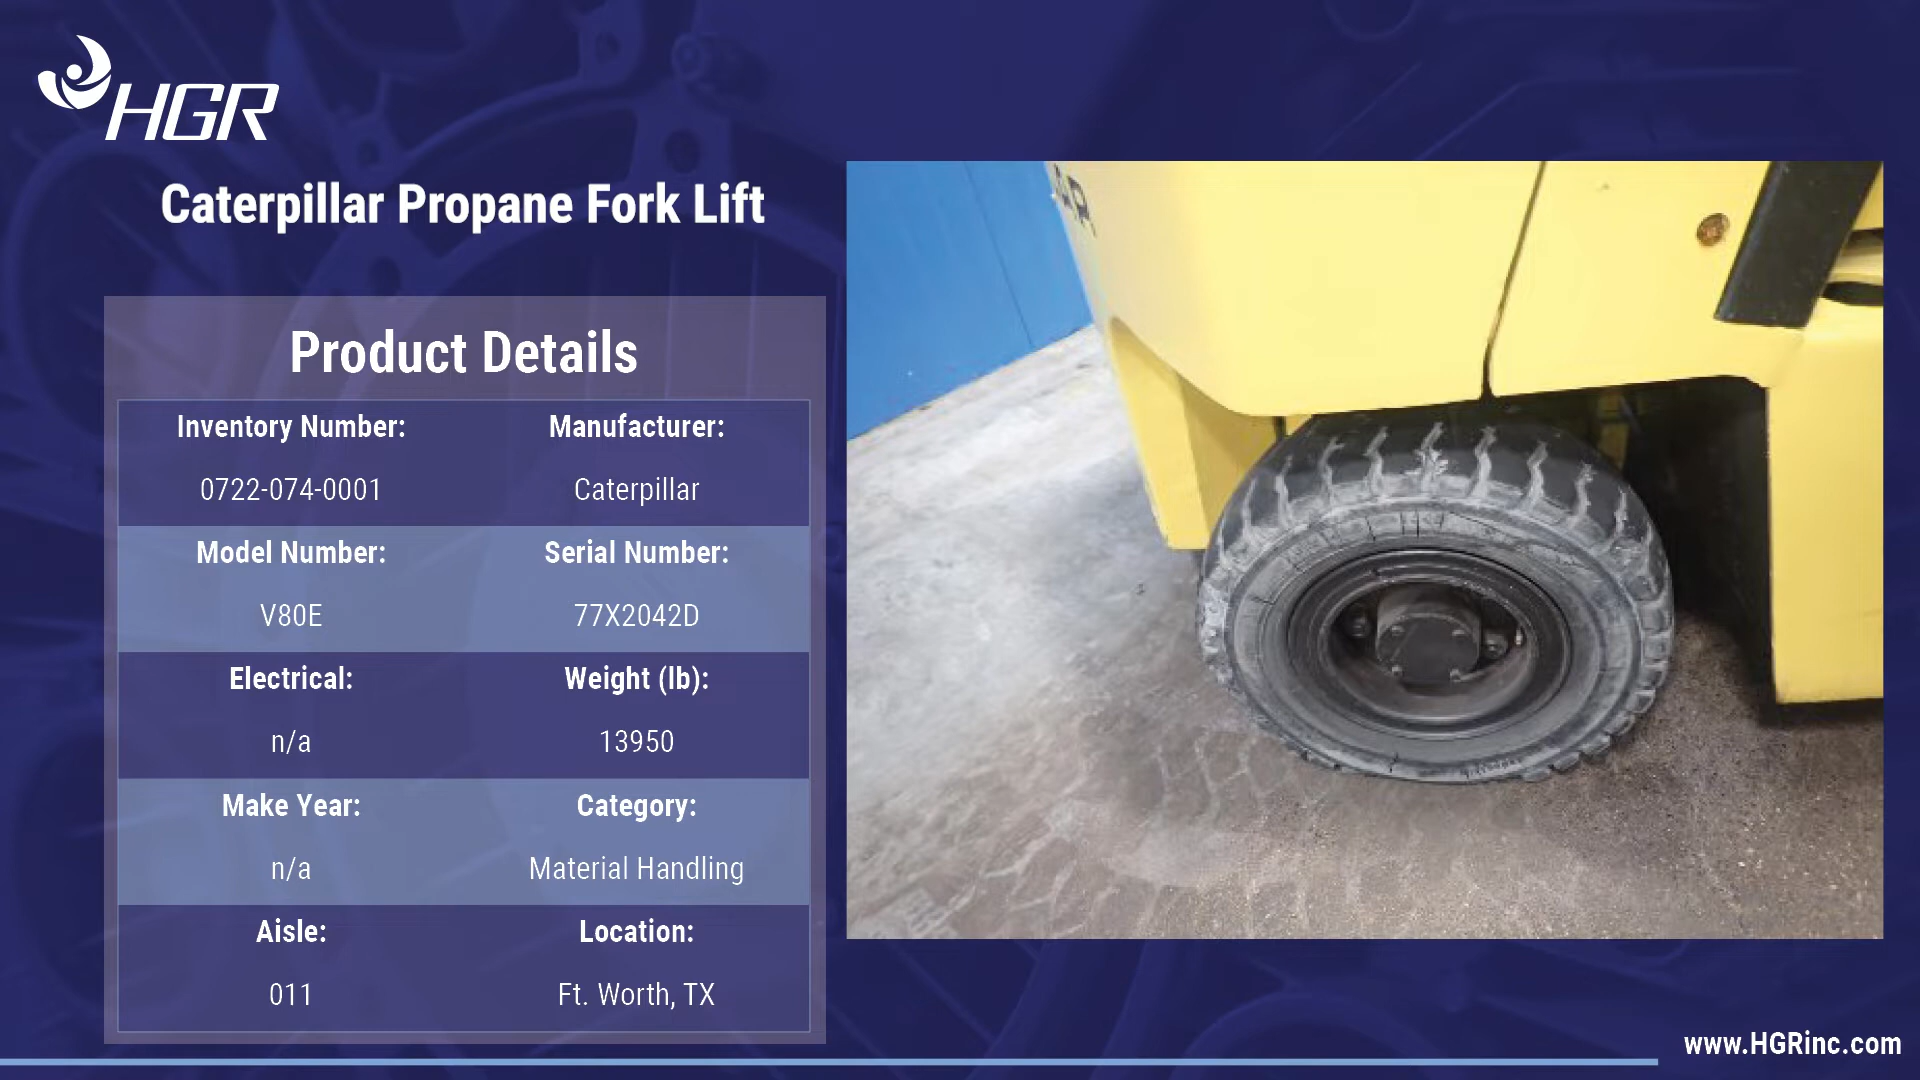 HGR
Caterpillar Propane Fork Lift
Product Details
Inventory Number:
0722-074-0001
Manufacturer:
Caterpillar
Model Number:
V80E
Serial Number:
77X2042D
Electrical:
n/a
Weight (lb):
13950
Make Year:
n/a
Category:
Material Handling
Aisle:
011
Location:
Ft. Worth, TX
www.HGRinc.com